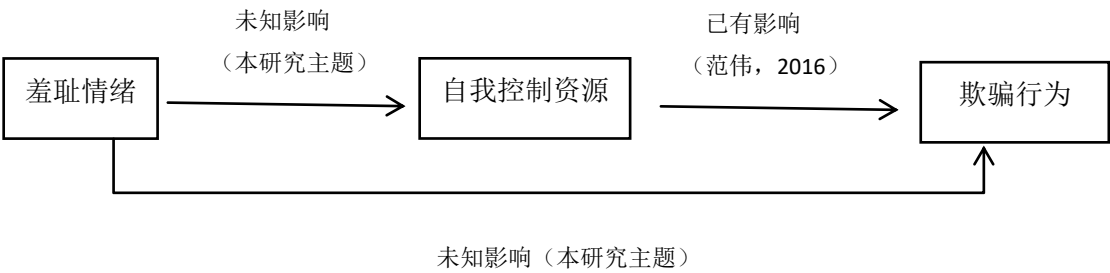 未知影响
（本研究主题）
已有影响
（范伟，2016）
羞耻情绪
自我控制资源
欺骗行为
未知影响（本研究主题）